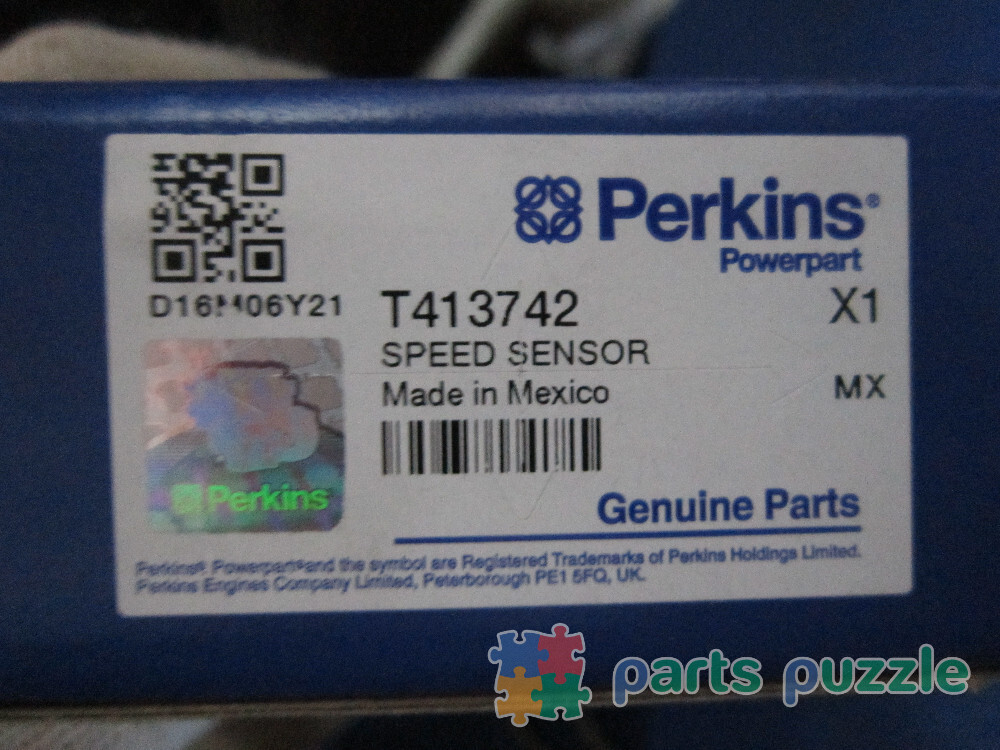 Perkins®
Powerpart
D16M06Y21
T413742
X1
SPEED SENSOR
Made in Mexico
MX
Perkins
Genuine Parts
Perkins® Powerpart® and the symbol are Registered Trademarks of Perkins Holdings Limited.
Perkins Engines Company Limited, Peterborough PE1 5FQ, UK.
parts puzzle